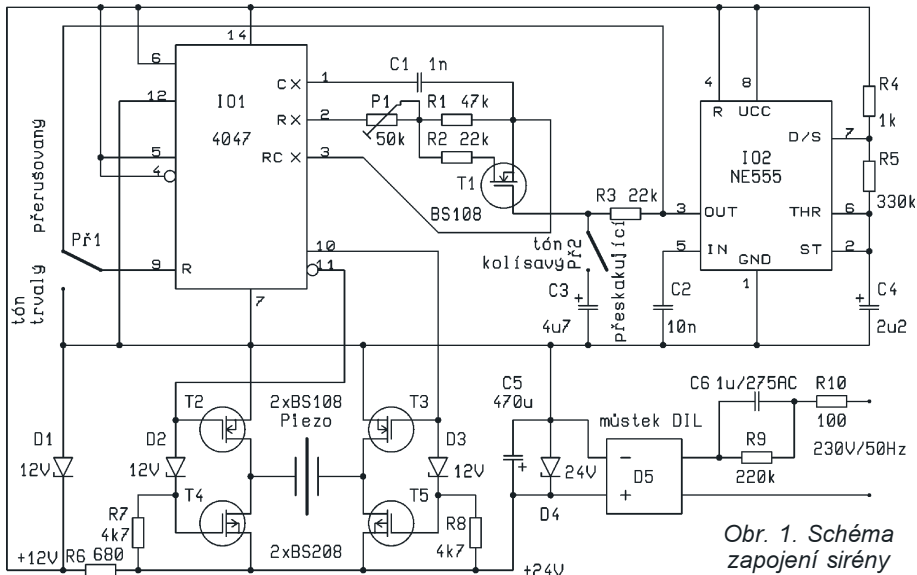 14
6
12
5
4
9
R
IO1
4047
CX
RX
RC X
1
2
3
10
11
7
C1
1n
P1
50k
R1
47k
R2
22k
T1
BS108
R3 22k
4
8
R
UCC
D/S
7
IO2
NE555
OUT
THR
3
6
IN
ST
5
2
GND
1
R4
1k
R5
330k
C4
2u2
přerušovaný
Př1
tón
trvalý
tón
kolísavý
Př2
přeskakující
C3
4u7
C2
10n
D1
12V
T2
D2
12V
T4
R7
4k7
2xBS108
Piezo
T3
D3
12V
T5
R8
4k7
2xBS208
C5
470u
24V
D4
můstek DIL
−
D5
+
C6 1u/275AC
R9
220k
R10
100
230V/50Hz
+12V
R6 680
+24V
Obr. 1. Schéma
zapojení sirény